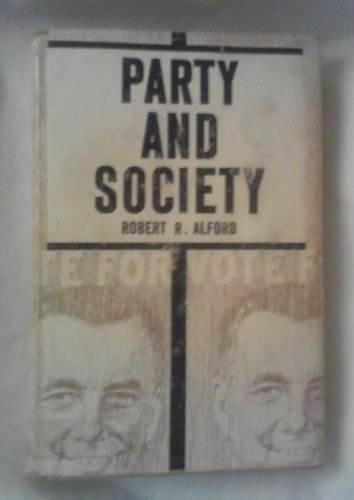 PARTY
AND
SOCIETY
ROBERT R. ALFORD
E FOR VOTE F